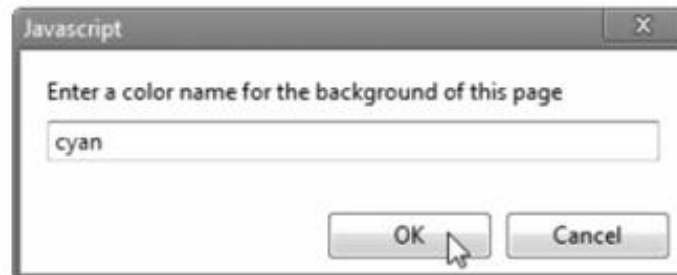 Javascript
Enter a color name for the background of this page
cyan
OK Cancel